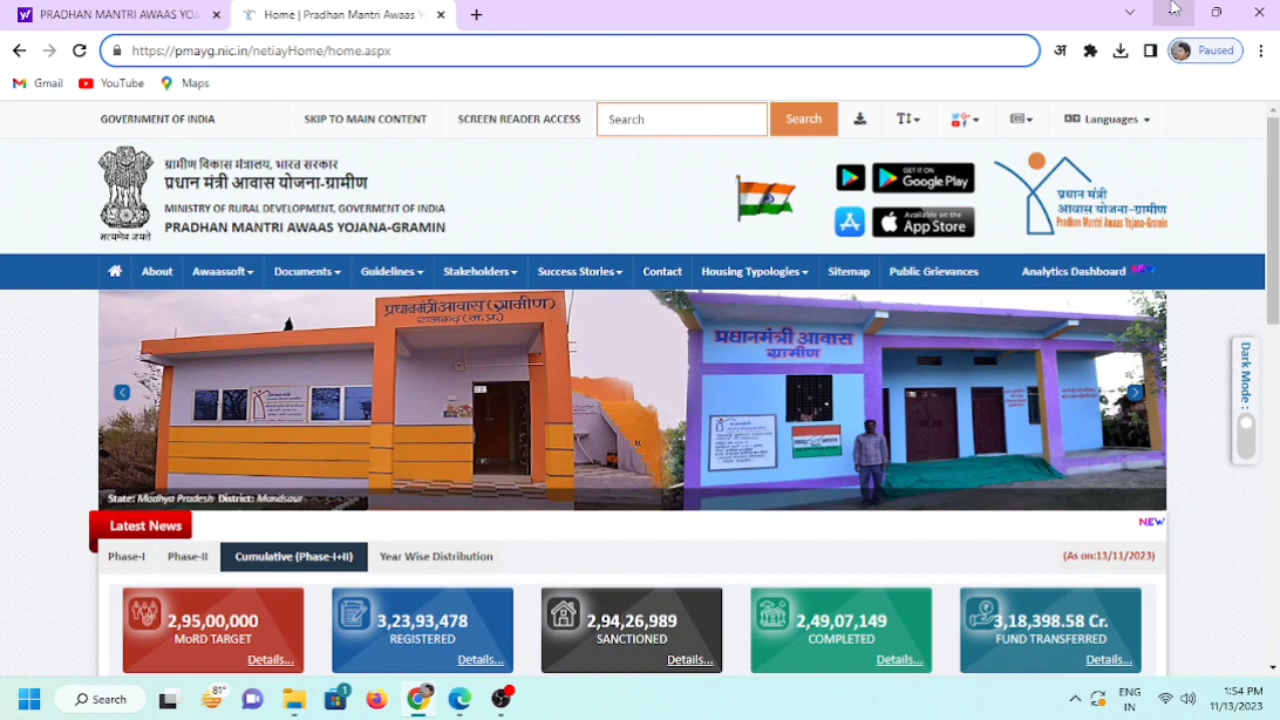 PRADHAN MANTRI AWAAS YOJ
Home | Pradhan Mantri Awaas Y
https://pmayg.nic.in/netiayHome/home.aspx
अ
Paused
Gmail
YouTube
Maps
GOVERNMENT OF INDIA
SKIP TO MAIN CONTENT
SCREEN READER ACCESS
Search
Search
Languages
ग्रामीण विकास मंत्रालय, भारत सरकार
प्रधान मंत्री आवास योजना-ग्रामीण
MINISTRY OF RURAL DEVELOPMENT, GOVERMENT OF INDIA
PRADHAN MANTRI AWAAS YOJANA-GRAMIN
सत्यमेव जयते
GET IT ON
Google Play
Available on the
App Store
प्रधान मंत्री
आवास योजना-ग्रामीण
Pradhan Mantri Awaas Yojana-Gramin
About
Awaassoft
Documents
Guidelines
Stakeholders
Success Stories
Contact
Housing Typologies
Sitemap
Public Grievances
Analytics Dashboard
NEW
प्रधानमंत्री आवास (ग्रामीण)
राजगढ़ (म.प्र.)
प्रधानमंत्री आवास
ग्रामीण
State: Madhya Pradesh District: Mandsaur
Dark Mode :
Latest News
NEW
Phase-I
Phase-II
Cumulative (Phase-I+II)
Year Wise Distribution
(As on:13/11/2023)
2,95,00,000
MoRD TARGET
Details...
3,23,93,478
REGISTERED
Details...
2,94,26,989
SANCTIONED
Details...
2,49,07,149
COMPLETED
Details...
3,18,398.58 Cr.
FUND TRANSFERRED
Details...
Search
81°
1
ENG
IN
1:54 PM
11/13/2023